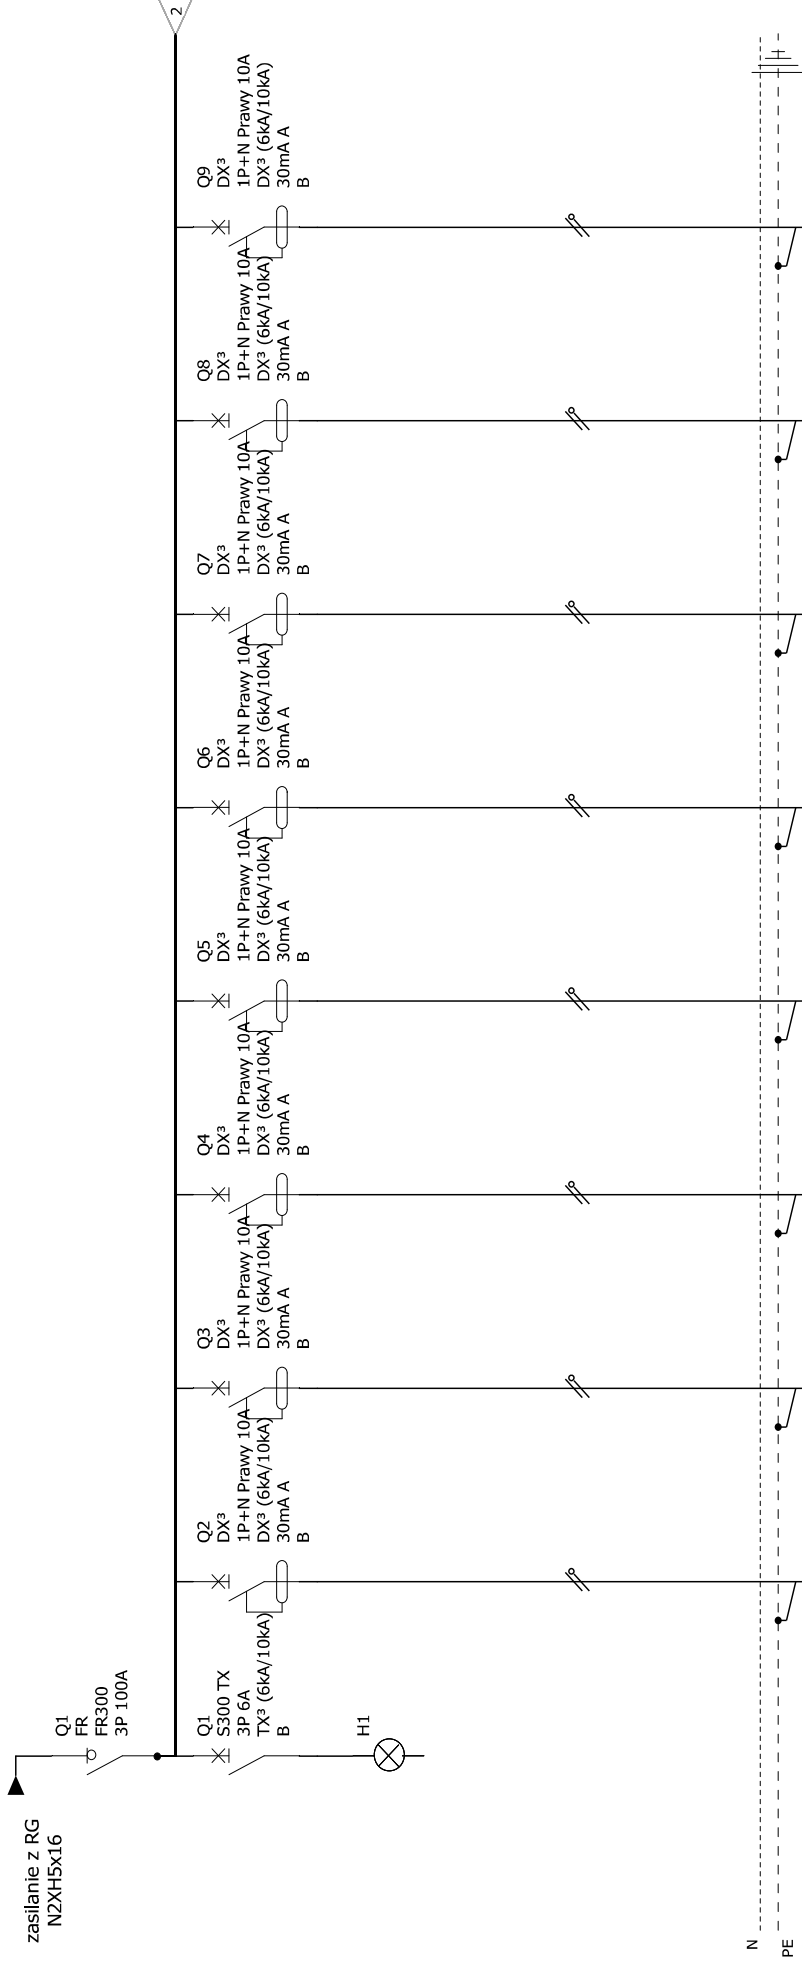 zasilanie z RG
N2XH5x16
Q1
FR
FR300
3P 100A
Q1
S300 TX
3P 6A
TX³ (6kA/10kA)
B
H1
Q2
DX³
1P+N Prawy 10A
DX³ (6kA/10kA)
30mA A
B
Q3
DX³
1P+N Prawy 10A
DX³ (6kA/10kA)
30mA A
B
Q4
DX³
1P+N Prawy 10A
DX³ (6kA/10kA)
30mA A
B
Q5
DX³
1P+N Prawy 10A
DX³ (6kA/10kA)
30mA A
B
Q6
DX³
1P+N Prawy 10A
DX³ (6kA/10kA)
30mA A
B
Q7
DX³
1P+N Prawy 10A
DX³ (6kA/10kA)
30mA A
B
Q8
DX³
1P+N Prawy 10A
DX³ (6kA/10kA)
30mA A
B
Q9
DX³
1P+N Prawy 10A
DX³ (6kA/10kA)
30mA A
B
2
N
PE